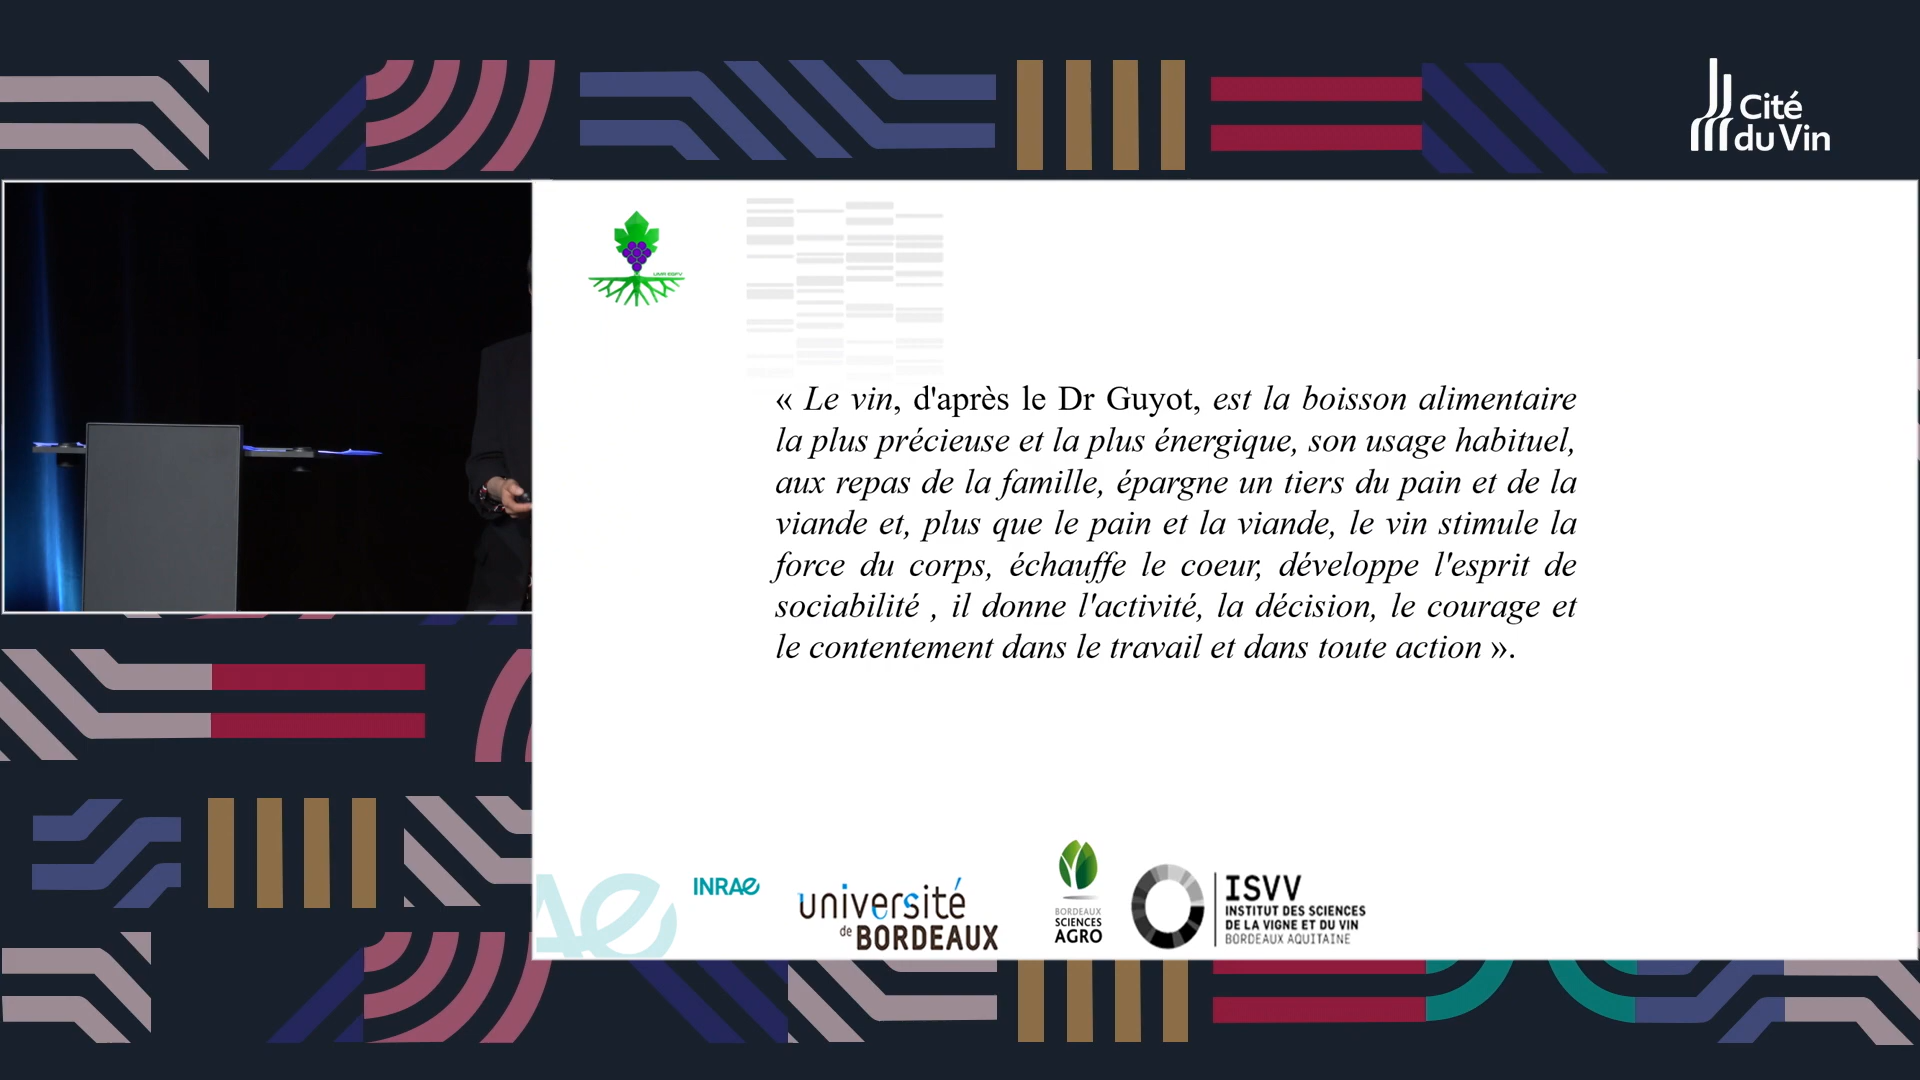 Cité
du Vin
UMR EGFV
« Le vin, d'après le Dr Guyot, est la boisson alimentaire
la plus précieuse et la plus énergique, son usage habituel,
aux repas de la famille, épargne un tiers du pain et de la
viande et, plus que le pain et la viande, le vin stimule la
force du corps, échauffe le coeur, développe l'esprit de
sociabilité , il donne l'activité, la décision, le courage et
le contentement dans le travail et dans toute action ».
INRAE
université
de BORDEAUX
BORDEAUX
SCIENCES
AGRO
ISVV
INSTITUT DES SCIENCES
DE LA VIGNE ET DU VIN
BORDEAUX AQUITAINE